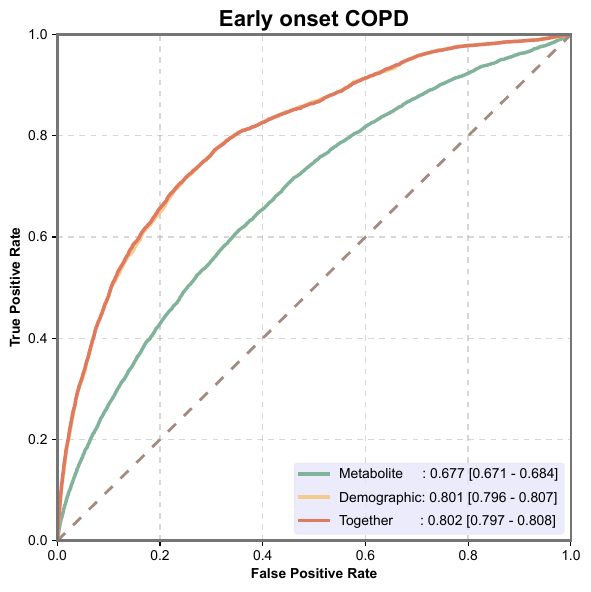 Early onset COPD
1.0
0.8
0.6
0.4
0.2
0.0
True Positive Rate
Metabolite : 0.677 [0.671 - 0.684]
Demographic: 0.801 [0.796 - 0.807]
Together : 0.802 [0.797 - 0.808]
0.0 0.2 0.4 0.6 0.8 1.0
False Positive Rate